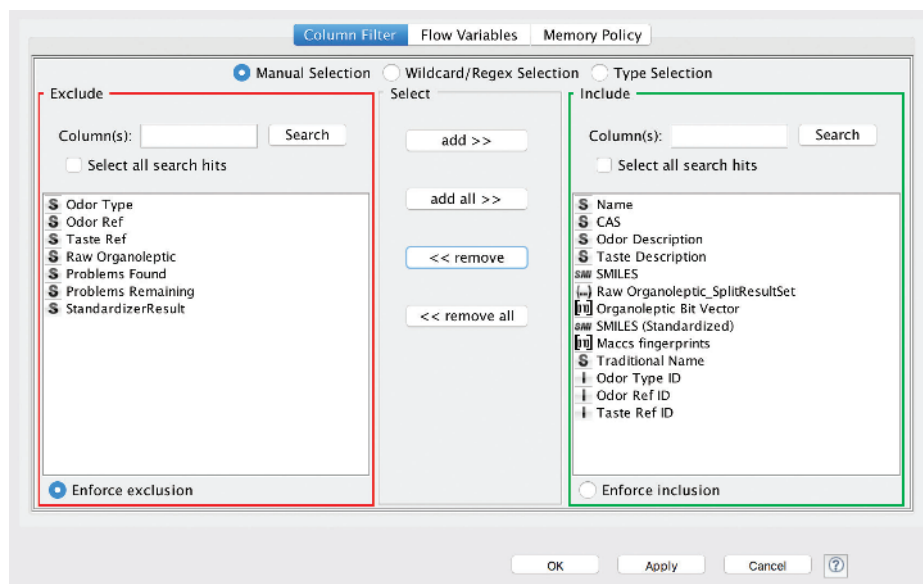 Column Filter Flow Variables Memory Policy
Manual Selection Wildcard/Regex Selection Type Selection
Exclude
Column(s): Search
Select all search hits
S Odor Type
S Odor Ref
S Taste Ref
S Raw Organoleptic
S Problems Found
S Problems Remaining
S StandardizerResult
Enforce exclusion
Select
add >>
add all >>
<< remove
<< remove all
Include
Column(s): Search
Select all search hits
S Name
S CAS
S Odor Description
S Taste Description
SMILES
{...} Raw Organoleptic_SplitResultSet
Organoleptic Bit Vector
SMILES (Standardized)
Maccs fingerprints
S Traditional Name
I Odor Type ID
I Odor Ref ID
I Taste Ref ID
Enforce inclusion
OK Apply Cancel ?